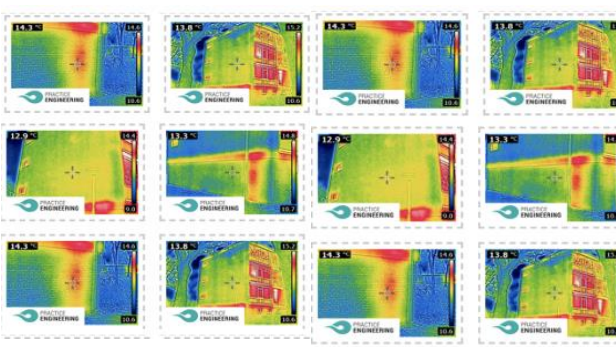 14.3 °C 14.6
10.6
PRACTICE
ENGINEERING
13.8 °C 15.2
10.6
PRACTICE
ENGINEERING
14.3 °C 14.6
10.6
PRACTICE
ENGINEERING
13.8 °C
PRACTICE
ENGINEERING
12.9 °C 14.4
9.8
PRACTICE
ENGINEERING
13.3 °C 14.8
10.7
PRACTICE
ENGINEERING
12.9 °C 14.4
9.8
PRACTICE
ENGINEERING
13.3 °C
PRACTICE
ENGINEERING
14.3 °C 14.6
10.6
PRACTICE
ENGINEERING
13.8 °C 15.2
10.6
PRACTICE
ENGINEERING
14.3 °C 14.6
10.6
PRACTICE
ENGINEERING
13.8 °C
PRACTICE
ENGINEERING